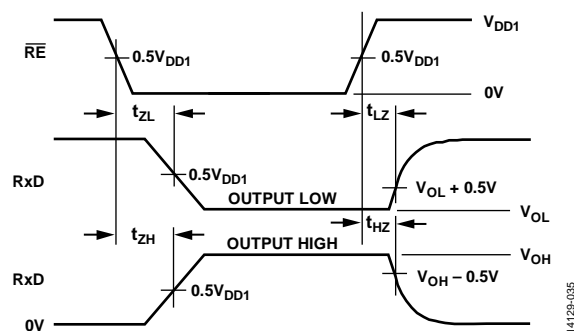 V_DD1
RE
0.5V_DD1
0.5V_DD1
0V
t_ZL
t_LZ
RxD
0.5V_DD1
OUTPUT LOW
V_OL + 0.5V
V_OL
t_ZH
OUTPUT HIGH
t_HZ
V_OH
RxD
0.5V_DD1
V_OH – 0.5V
0V
14129-035